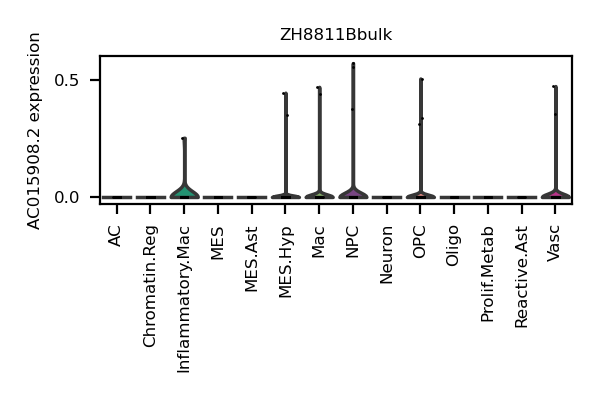 ZH8811Bbulk
AC015908.2 expression
0.5
0.0
AC
Chromatin.Reg
Inflammatory.Mac
MES
MES.Ast
MES.Hyp
Mac
NPC
Neuron
OPC
Oligo
Prolif.Metab
Reactive.Ast
Vasc